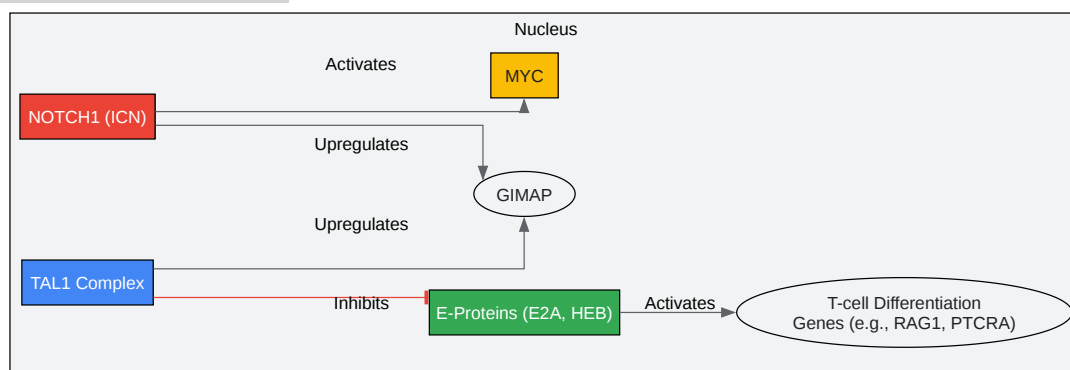 Nucleus
Activates
MYC
NOTCH1 (ICN)
Upregulates
GIMAP
Upregulates
TAL1 Complex
Inhibits
E-Proteins (E2A, HEB)
Activates
T-cell Differentiation
Genes (e.g., RAG1, PTCRA)